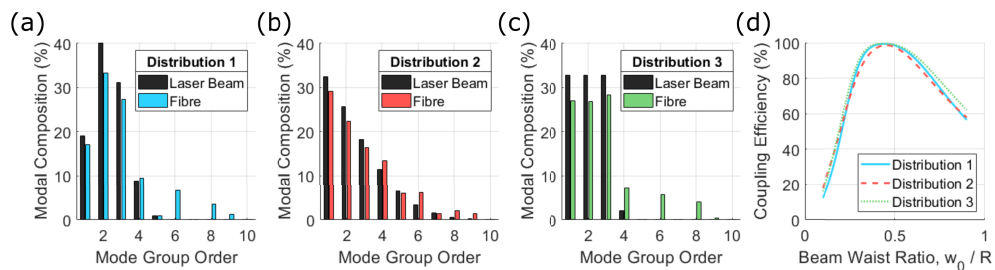 (a)
Modal Composition (%)
40
30
20
10
0
2
4
6
8
10
Mode Group Order
Distribution 1
Laser Beam
Fibre
(b)
Modal Composition (%)
40
30
20
10
0
2
4
6
8
10
Mode Group Order
Distribution 2
Laser Beam
Fibre
(c)
Modal Composition (%)
40
30
20
10
0
2
4
6
8
10
Mode Group Order
Distribution 3
Laser Beam
Fibre
(d)
Coupling Efficiency (%)
100
80
60
40
20
0
0
0.5
1
Beam Waist Ratio, w₀ / R
Distribution 1
Distribution 2
Distribution 3